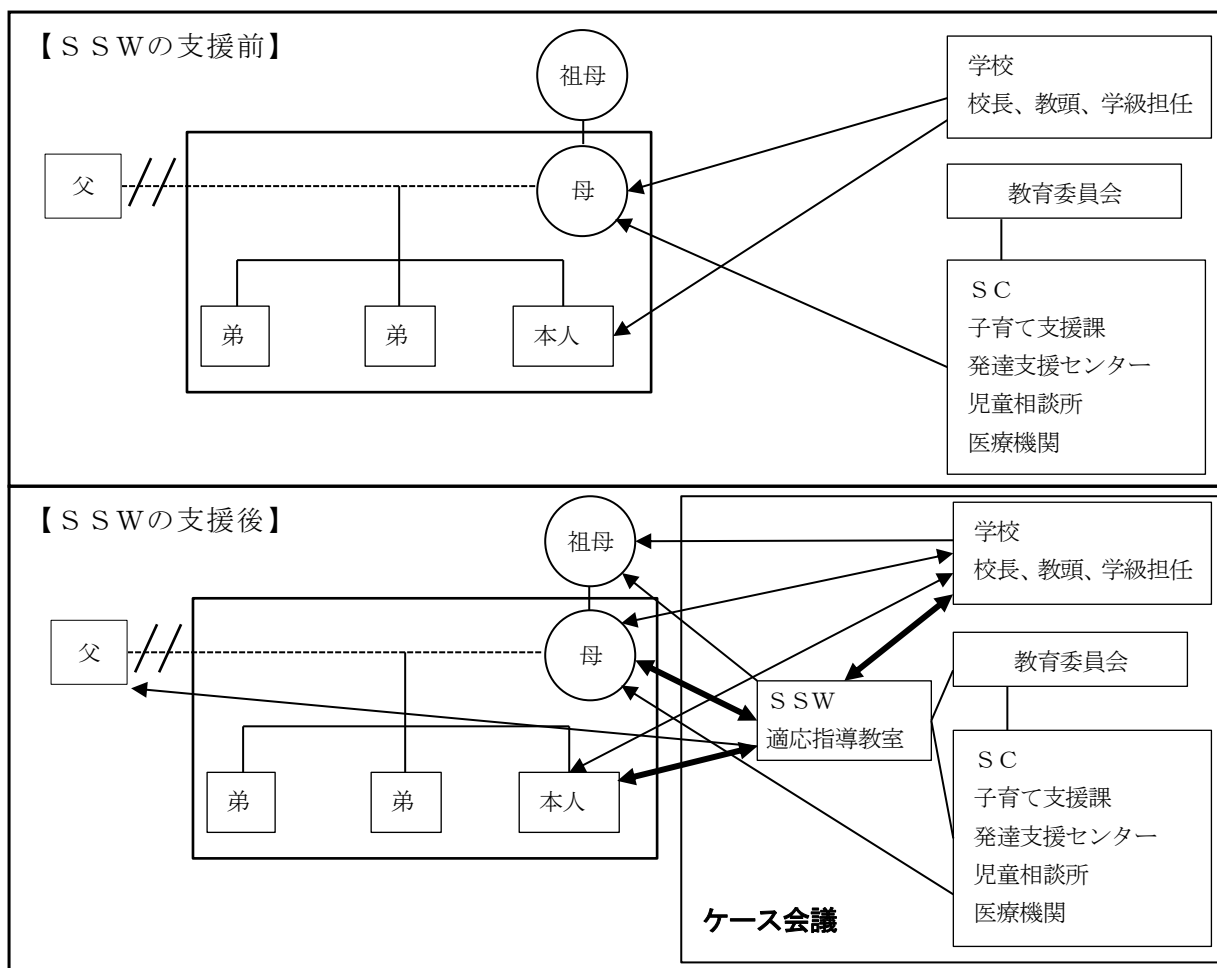 【ＳＳＷの支援前】
祖母
学校
校長、教頭、学級担任
父
母
教育委員会
弟
弟
本人
ＳＣ
子育て支援課
発達支援センター
児童相談所
医療機関
【ＳＳＷの支援後】
祖母
学校
校長、教頭、学級担任
父
母
教育委員会
ＳＳＷ
適応指導教室
弟
弟
本人
ＳＣ
子育て支援課
発達支援センター
児童相談所
医療機関
ケース会議